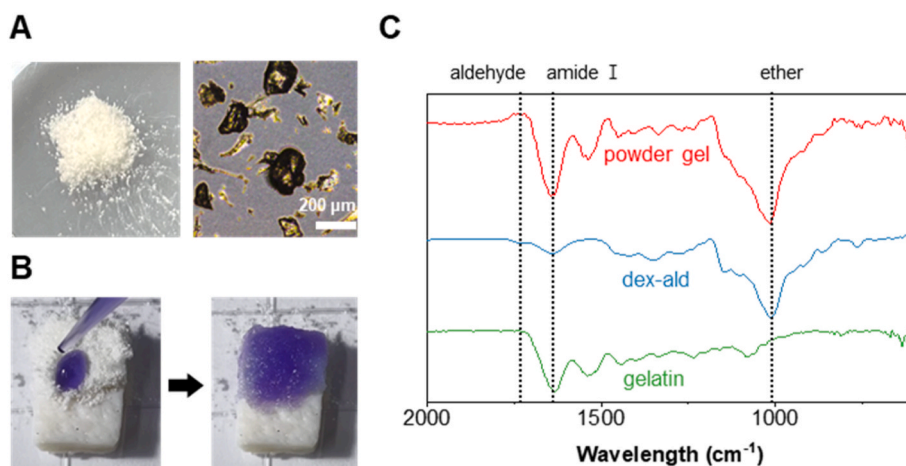 A
200 μm
B
C
aldehyde amide I ether
powder gel
dex-ald
gelatin
2000 1500 1000
Wavelength (cm⁻¹)